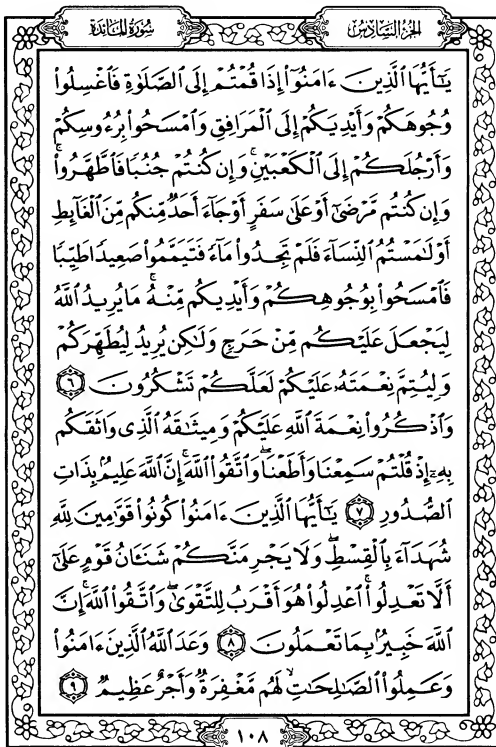 الجزء السادس
سورة المائدة
يَٰٓأَيُّهَا ٱلَّذِينَ ءَامَنُوٓا۟ إِذَا قُمْتُمْ إِلَى ٱلصَّلَوٰةِ فَٱغْسِلُوا۟
وُجُوهَكُمْ وَأَيْدِيَكُمْ إِلَى ٱلْمَرَافِقِ وَٱمْسَحُوا۟ بِرُءُوسِكُمْ
وَأَرْجُلَكُمْ إِلَى ٱلْكَعْبَيْنِ ۚ وَإِن كُنتُمْ جُنُبًا فَٱطَّهَّرُوا۟ ۚ
وَإِن كُنتُم مَّرْضَىٰٓ أَوْ عَلَىٰ سَفَرٍ أَوْ جَآءَ أَحَدٌ مِّنكُم مِّنَ ٱلْغَآئِطِ
أَوْ لَٰمَسْتُمُ ٱلنِّسَآءَ فَلَمْ تَجِدُوا۟ مَآءً فَتَيَمَّمُوا۟ صَعِيدًا طَيِّبًا
فَٱمْسَحُوا۟ بِوُجُوهِكُمْ وَأَيْدِيكُم مِّنْهُ ۚ مَا يُرِيدُ ٱللَّهُ
لِيَجْعَلَ عَلَيْكُم مِّنْ حَرَجٍ وَلَٰكِن يُرِيدُ لِيُطَهِّرَكُمْ
وَلِيُتِمَّ نِعْمَتَهُۥ عَلَيْكُمْ لَعَلَّكُمْ تَشْكُرُونَ ٦
وَٱذْكُرُوا۟ نِعْمَةَ ٱللَّهِ عَلَيْكُمْ وَمِيثَٰقَهُ ٱلَّذِى وَاثَقَكُم
بِهِۦٓ إِذْ قُلْتُمْ سَمِعْنَا وَأَطَعْنَا ۖ وَٱتَّقُوا۟ ٱللَّهَ ۚ إِنَّ ٱللَّهَ عَلِيمٌۢ بِذَاتِ
ٱلصُّدُورِ ٧ يَٰٓأَيُّهَا ٱلَّذِينَ ءَامَنُوا۟ كُونُوا۟ قَوَّٰمِينَ لِلَّهِ
شُهَدَآءَ بِٱلْقِسْطِ ۖ وَلَا يَجْرِمَنَّكُمْ شَنَـَٔانُ قَوْمٍ عَلَىٰٓ
أَلَّا تَعْدِلُوا۟ ۚ ٱعْدِلُوا۟ هُوَ أَقْرَبُ لِلتَّقْوَىٰ ۖ وَٱتَّقُوا۟ ٱللَّهَ ۚ إِنَّ
ٱللَّهَ خَبِيرٌۢ بِمَا تَعْمَلُونَ ٨ وَعَدَ ٱللَّهُ ٱلَّذِينَ ءَامَنُوا۟
وَعَمِلُوا۟ ٱلصَّٰلِحَٰتِ ۙ لَهُم مَّغْفِرَةٌ وَأَجْرٌ عَظِيمٌ ٩
١٠٨